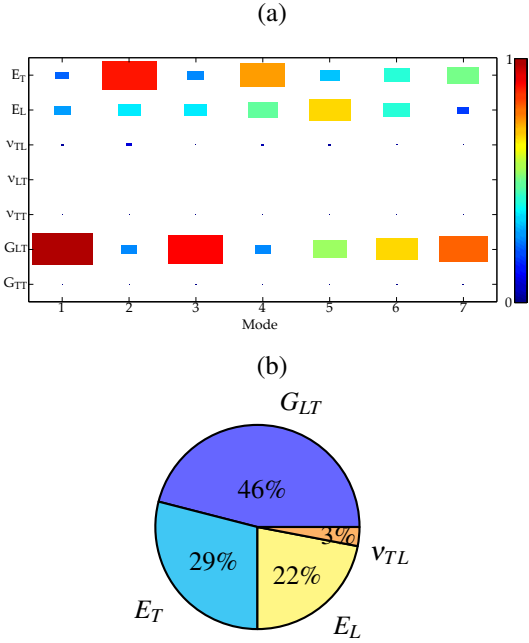 (a)
E_T
E_L
ν_TL
ν_LT
ν_TT
G_LT
G_TT
1 2 3 4 5 6 7
Mode
1
0
(b)
G_LT
46%
3%
29%
22%
ν_TL
E_T
E_L